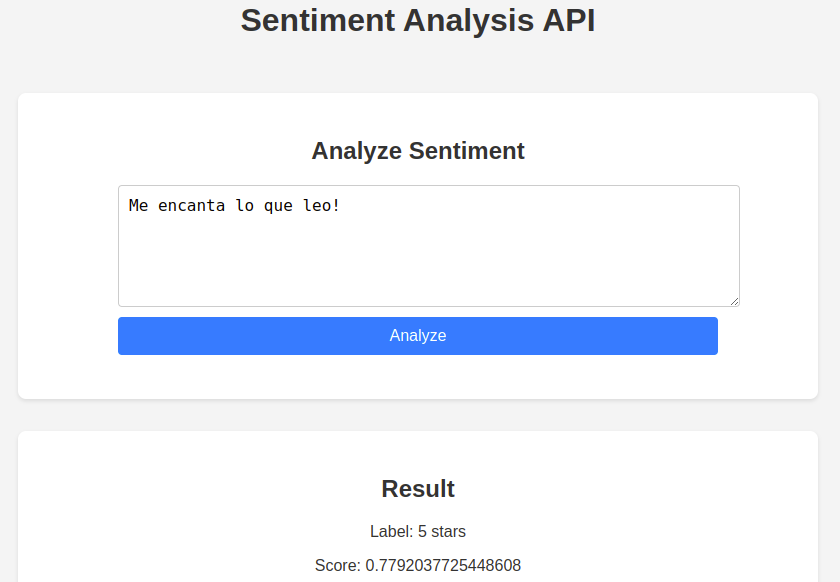 Sentiment Analysis API
Analyze Sentiment
Me encanta lo que leo!
Analyze
Result
Label: 5 stars
Score: 0.7792037725448608